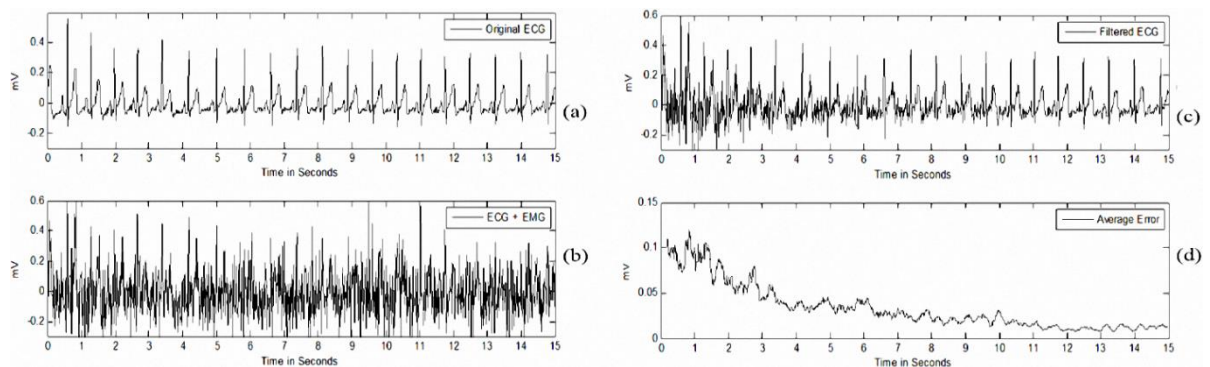 0.4
0.2
0
-0.2
mV
Original ECG
(a)
0 1 2 3 4 5 6 7 8 9 10 11 12 13 14 15
Time in Seconds
0.6
0.4
0.2
0
-0.2
mV
ECG + EMG
(b)
0 1 2 3 4 5 6 7 8 9 10 11 12 13 14 15
Time in Seconds
0.6
0.4
0.2
0
-0.2
mV
Filtered ECG
(c)
0 1 2 3 4 5 6 7 8 9 10 11 12 13 14 15
Time in Seconds
0.15
0.1
0.05
0
mV
Average Error
(d)
0 1 2 3 4 5 6 7 8 9 10 11 12 13 14 15
Time in Seconds